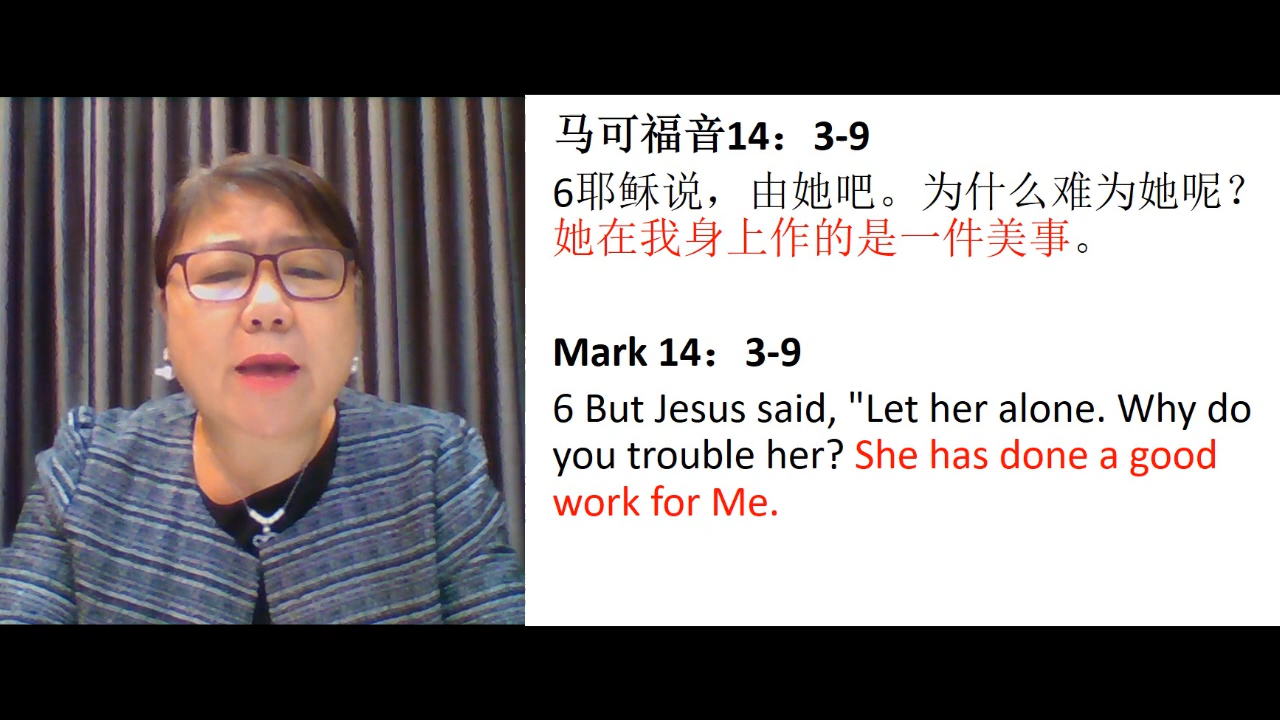 马可福音14：3-9
6耶稣说，由她吧。为什么难为她呢？
她在我身上作的是一件美事。
Mark 14：3-9
6 But Jesus said, "Let her alone. Why do
you trouble her? She has done a good
work for Me.